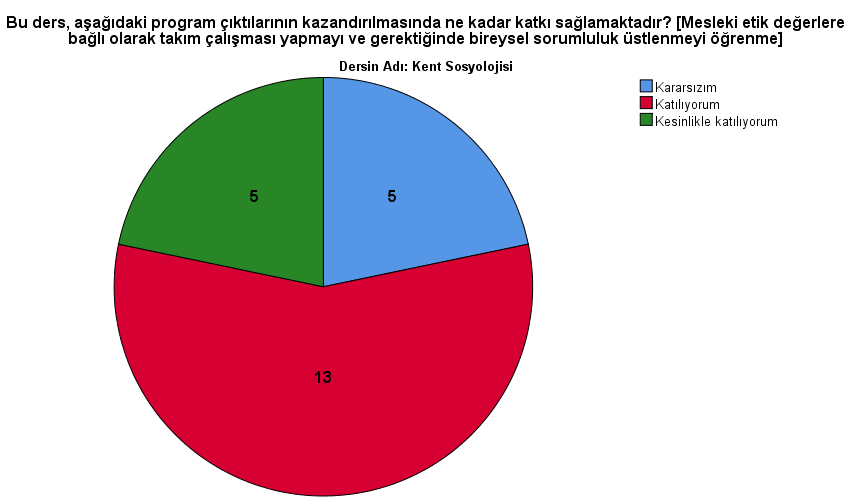 Bu ders, aşağıdaki program çıktılarının kazandırılmasında ne kadar katkı sağlamaktadır? [Mesleki etik değerlere
bağlı olarak takım çalışması yapmayı ve gerektiğinde bireysel sorumluluk üstlenmeyi öğrenme]
Dersin Adı: Kent Sosyolojisi
Kararsızım
Katılıyorum
Kesinlikle katılıyorum
5
5
13